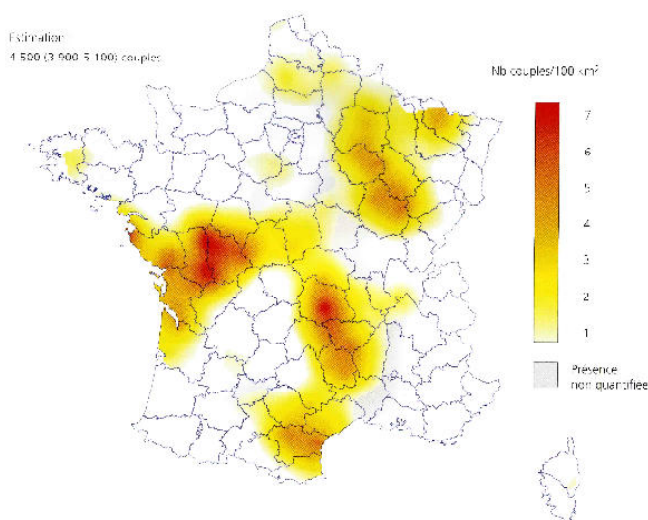 Estimation
4 500 (3 900-5 100) couples
Nb couples/100 km²
7
6
5
4
3
2
1
Présence
non quantifiée